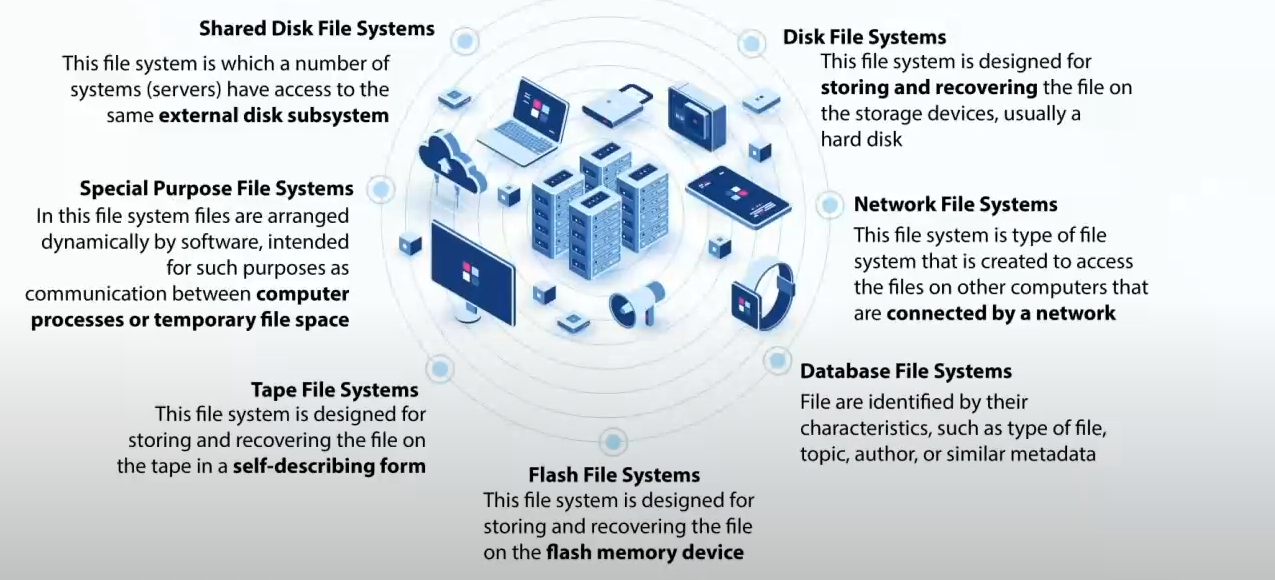 Shared Disk File Systems
This file system is which a number of
systems (servers) have access to the
same external disk subsystem
Disk File Systems
This file system is designed for
storing and recovering the file on
the storage devices, usually a
hard disk
Special Purpose File Systems
In this file system files are arranged
dynamically by software, intended
for such purposes as
communication between computer
processes or temporary file space
Network File Systems
This file system is type of file
system that is created to access
the files on other computers that
are connected by a network
Tape File Systems
This file system is designed for
storing and recovering the file on
the tape in a self-describing form
Database File Systems
File are identified by their
characteristics, such as type of file,
topic, author, or similar metadata
Flash File Systems
This file system is designed for
storing and recovering the file
on the flash memory device